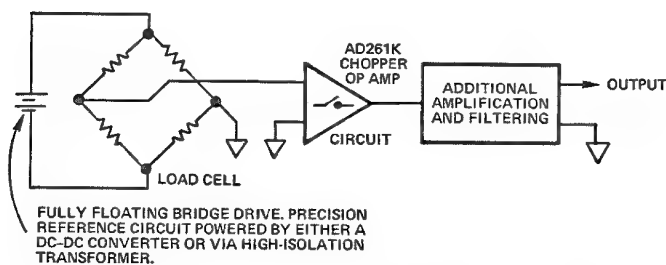 AD261K
CHOPPER
OP AMP
ADDITIONAL
AMPLIFICATION
AND FILTERING
OUTPUT
CIRCUIT
LOAD CELL
FULLY FLOATING BRIDGE DRIVE. PRECISION
REFERENCE CIRCUIT POWERED BY EITHER A
DC-DC CONVERTER OR VIA HIGH-ISOLATION
TRANSFORMER.